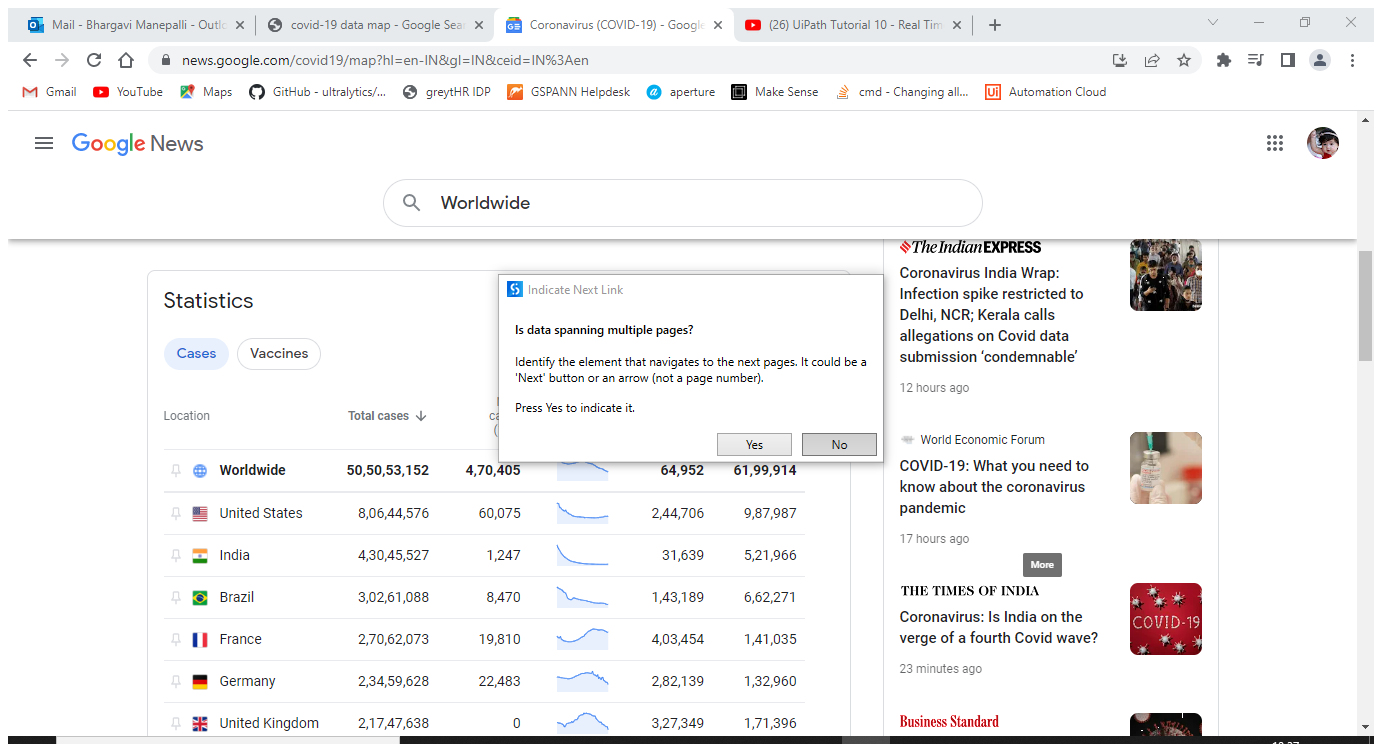 Mail - Bhargavi Manepalli - Outlo
covid-19 data map - Google Sear
Coronavirus (COVID-19) - Google
(26) UiPath Tutorial 10 - Real Tim
news.google.com/covid19/map?hl=en-IN&gl=IN&ceid=IN%3Aen
Gmail
YouTube
Maps
GitHub - ultralytics/...
greytHR IDP
GSPANN Helpdesk
aperture
Make Sense
cmd - Changing all...
Automation Cloud
Google News
Worldwide
Statistics
Cases
Vaccines
Indicate Next Link
Is data spanning multiple pages?
Identify the element that navigates to the next pages. It could be a
'Next' button or an arrow (not a page number).
Press Yes to indicate it.
Yes No
Location Total cases
Worldwide 50,50,53,152 4,70,405 64,952 61,99,914
United States 8,06,44,576 60,075 2,44,706 9,87,987
India 4,30,45,527 1,247 31,639 5,21,966
Brazil 3,02,61,088 8,470 1,43,189 6,62,271
France 2,70,62,073 19,810 4,03,454 1,41,035
Germany 2,34,59,628 22,483 2,82,139 1,32,960
United Kingdom 2,17,47,638 0 3,27,349 1,71,396
The Indian EXPRESS
Coronavirus India Wrap:
Infection spike restricted to
Delhi, NCR; Kerala calls
allegations on Covid data
submission ‘condemnable’
12 hours ago
World Economic Forum
COVID-19: What you need to
know about the coronavirus
pandemic
17 hours ago
More
THE TIMES OF INDIA
Coronavirus: Is India on the
verge of a fourth Covid wave?
23 minutes ago
COVID-19
Business Standard